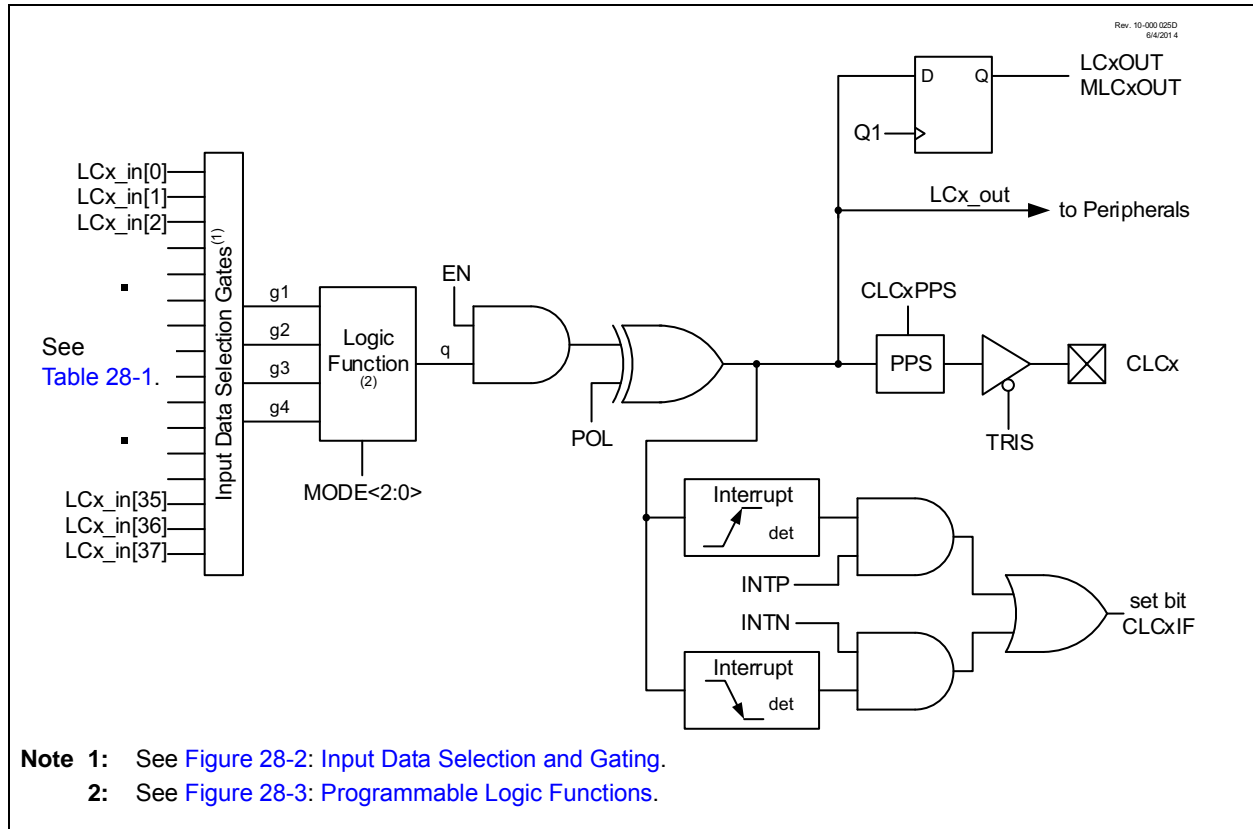 Rev. 10-000 025D
6/4/2014
LCxOUT
MLCxOUT
D
Q
Q1
LCx_out
to Peripherals
LCx_in[0]
LCx_in[1]
LCx_in[2]
See
Table 28-1.
LCx_in[35]
LCx_in[36]
LCx_in[37]
Input Data Selection Gates(1)
g1
g2
g3
g4
Logic
Function
(2)
MODE<2:0>
q
EN
POL
CLCxPPS
PPS
CLCx
TRIS
Interrupt
det
INTP
INTN
Interrupt
det
set bit
CLCxIF
Note 1: See Figure 28-2: Input Data Selection and Gating.
2: See Figure 28-3: Programmable Logic Functions.